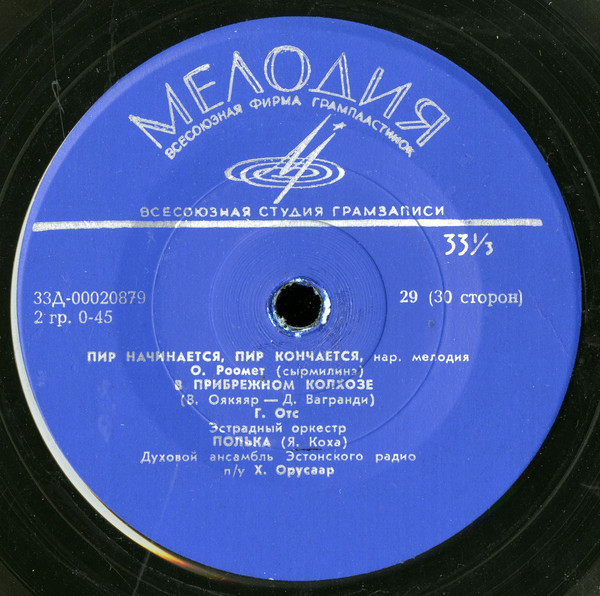 МЕЛОДИЯ
ВСЕСОЮЗНАЯ ФИРМА ГРАМПЛАСТИНОК
ВСЕСОЮЗНАЯ СТУДИЯ ГРАМЗАПИСИ
33⅓
33Д-00020879 29 (30 сторон)
2 гр. 0-45
ПИР НАЧИНАЕТСЯ, ПИР КОНЧАЕТСЯ, нар. мелодия
О. Роомет (сырмилинэ)
В ПРИБРЕЖНОМ КОЛХОЗЕ
(В. Оякяяр — Д. Вагранди)
Г. Отс
Эстрадный оркестр
ПОЛЬКА (Я. Коха)
Духовой ансамбль Эстонского радио
п/у Х. Орусаар